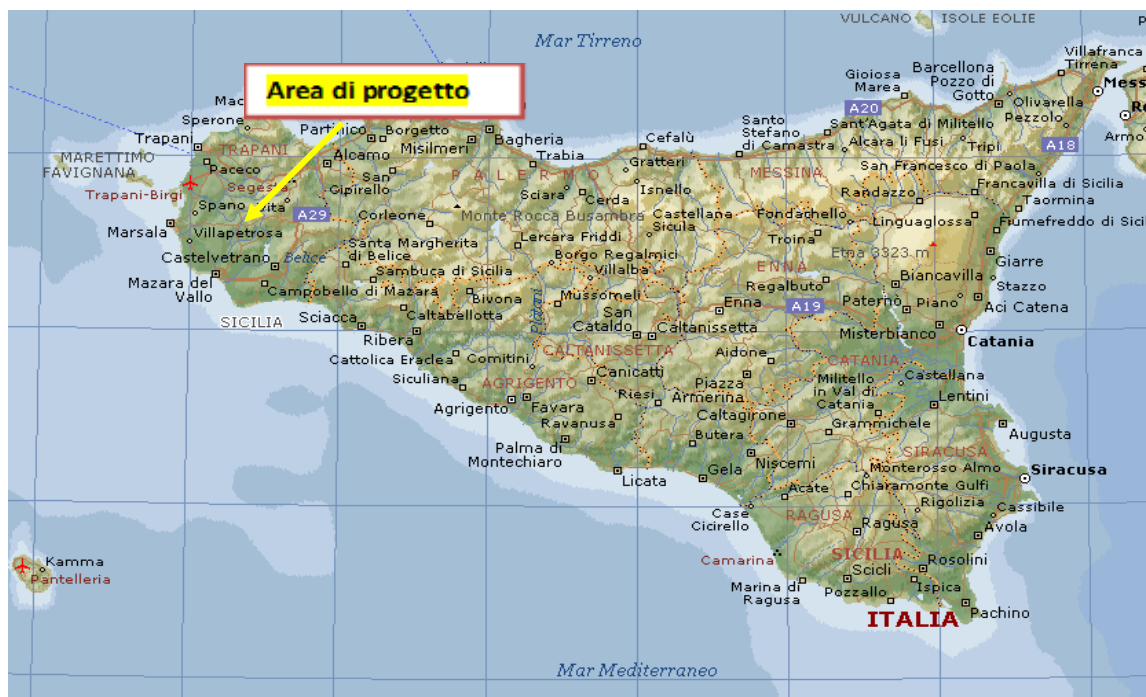 VULCANO
ISOLE EOLIE
Mar Tirreno
Villafranca
Tirrena
Area di progetto
Gioiosa
Marea
Barcellona
Pozzo di
Gotto
Mess
Olivarella
Pezzolo
A20
Sperone
Trapani
Partinico
Borgetto
Misilmeri
Bagheria
Cefalù
Santo
Stefano
di Camastra
Sant'Agata di Militello
Alcara li Fusi
Tripi
Armo
A18
MARETTIMO
FAVIGNANA
TRAPANI
Paceco
Alcamo
San
Cipirello
Trabia
Gratteri
San Francesco di Paola
PALERMO
MESSINA
Trapani-Birgi
Segesta
Sciara
Cerda
Isnello
Randazzo
Francavilla di Sicilia
Taormina
Spano
A29
Corleone
Monte Rocca Busambra
Castellana
Sicula
Fondachello
Linguaglossa
Fiumefreddo di Sici
Marsala
Villapetrosa
Santa Margherita
di Belice
Lercara Friddi
Borgo Regalmici
Troina
Etna 3323 m
Giarre
Castelvetrano
Belice
Sambuca di Sicilia
Villalba
ENNA
Regalbuto
Biancavilla
Stazzo
Mazara del
Vallo
Campobello di Mazara
Bivona
Platani
Mussomeli
Enna
A19
Paternò
Piano
Aci Catena
SICILIA
Sciacca
Caltabellotta
San
Cataldo
Caltanissetta
Misterbianco
Catania
Ribera
Cattolica Eraclea
Comitini
CALTANISSETTA
Aidone
CATANIA
Siculiana
AGRIGENTO
Canicatti
Piazza
Armerina
Militello
in Val di
Catania
Castellana
Agrigento
Favara
Ravanusa
Riesi
Caltagirone
Lentini
Grammichele
Augusta
Palma di
Montechiaro
Butera
SIRACUSA
Licata
Gela
Niscemi
Monterosso Almo
Siracusa
Acate
Chiaramonte Gulfi
Case
Cicirello
Rigolizia
Cassibile
RAGUSA
Ragusa
Avola
Kamma
Pantelleria
Camarina
SICILIA
Rosolini
Scicli
Marina di
Ragusa
Pozzallo
Ispica
Pachino
ITALIA
Mar Mediterraneo